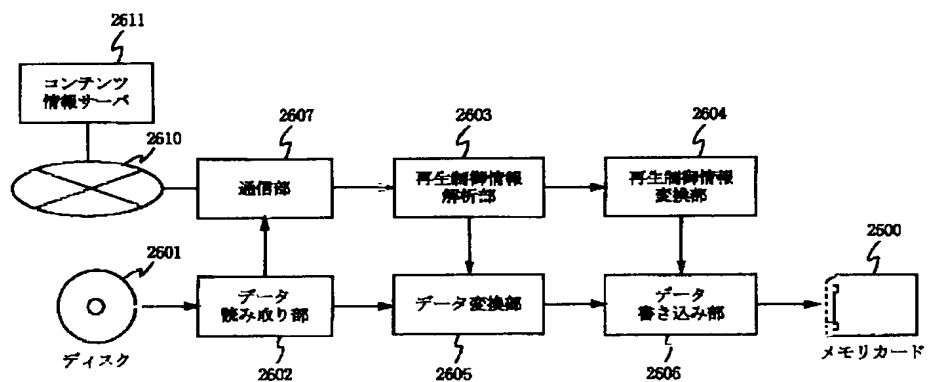 2611
コンテンツ
情報サーバ
2610
2607
2603
2604
通信部
再生制御情報
解析部
再生制御情報
変換部
2601
2600
データ
読み取り部
データ変換部
データ
書き込み部
ディスク
2602
2605
2606
メモリカード